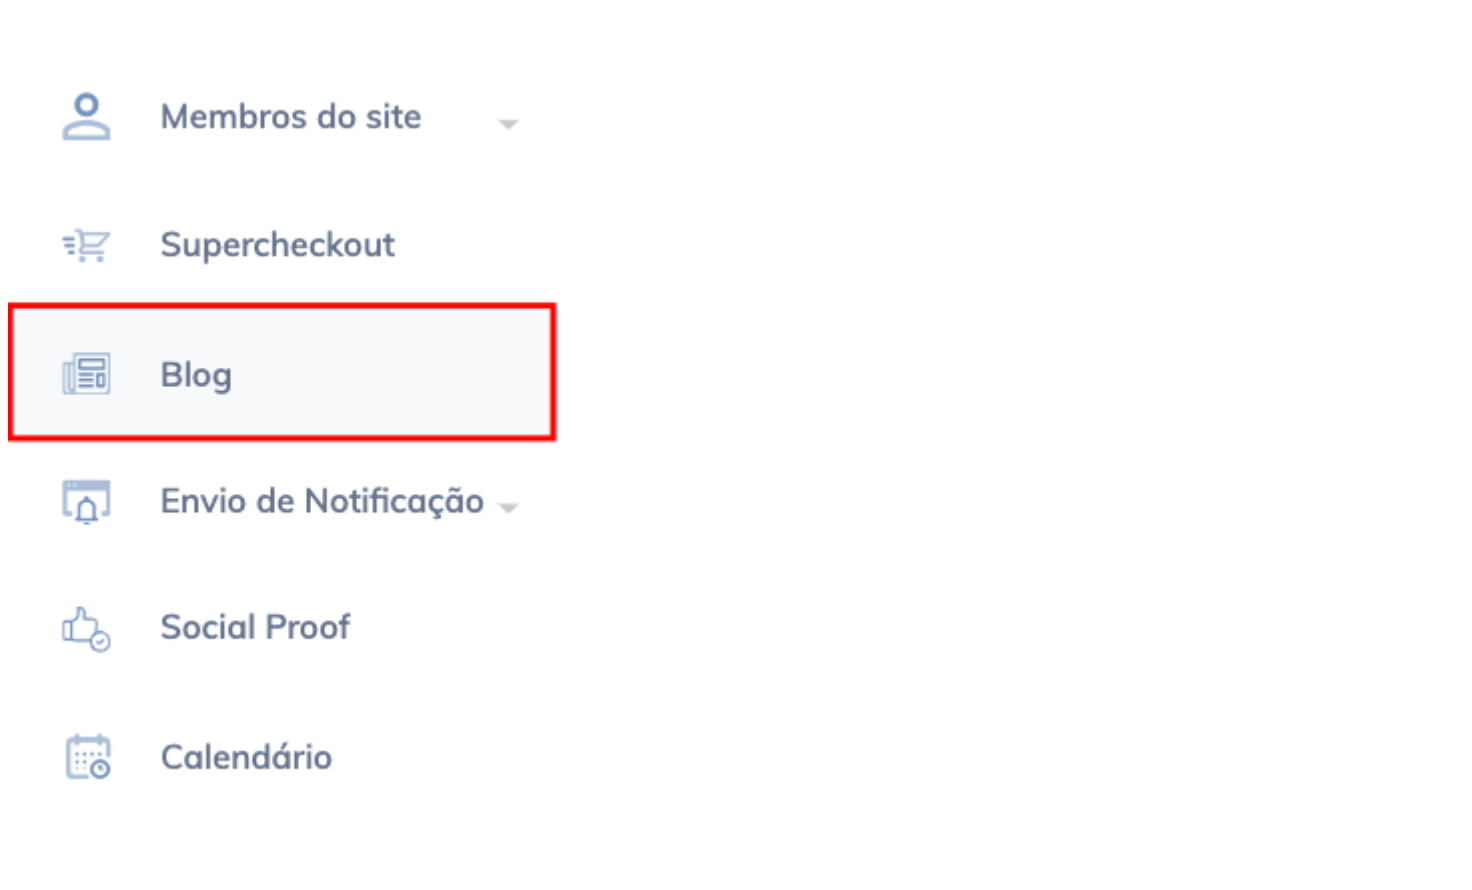 Membros do site
Supercheckout
Blog
Envio de Notificação
Social Proof
Calendário